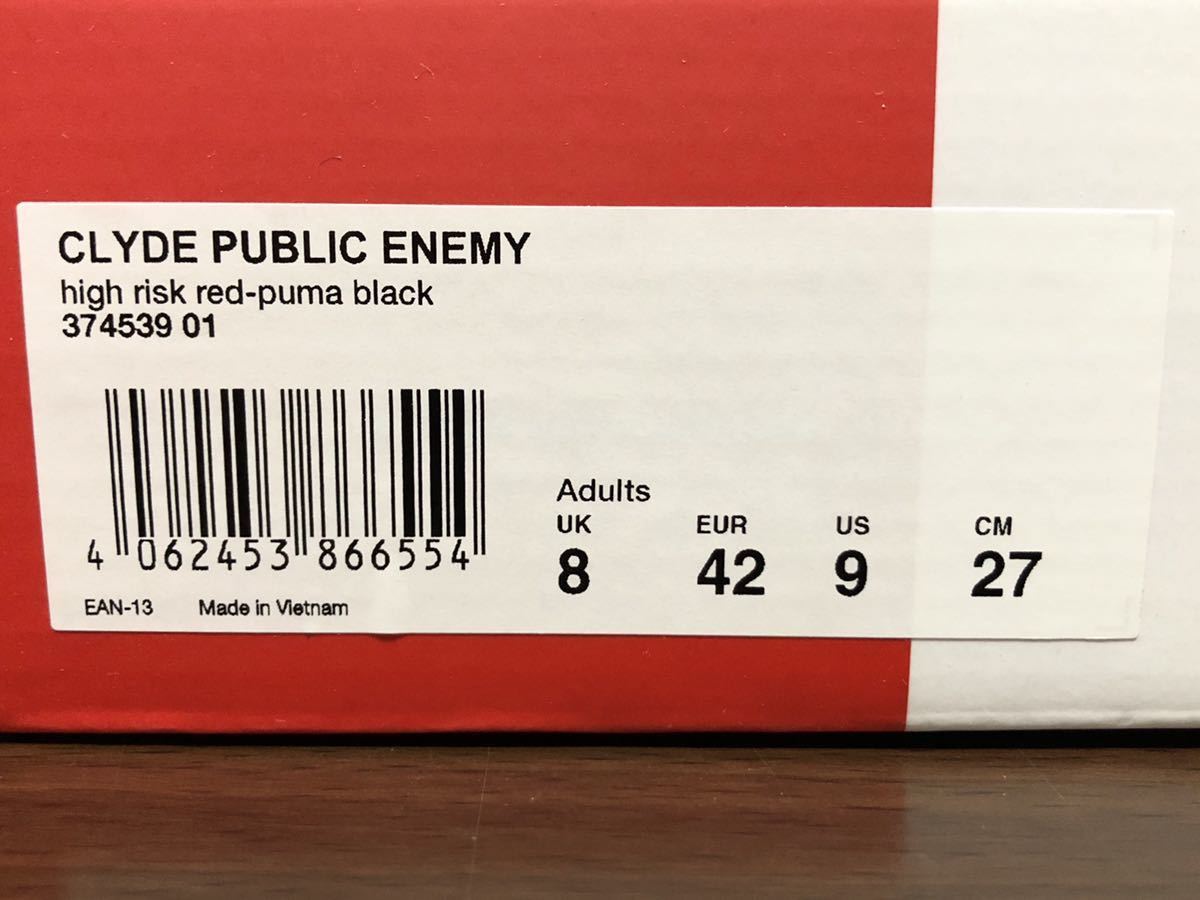 CLYDE PUBLIC ENEMY
high risk red-puma black
374539 01
4 062453 866554
EAN-13 Made in Vietnam
Adults
UK EUR US CM
8 42 9 27